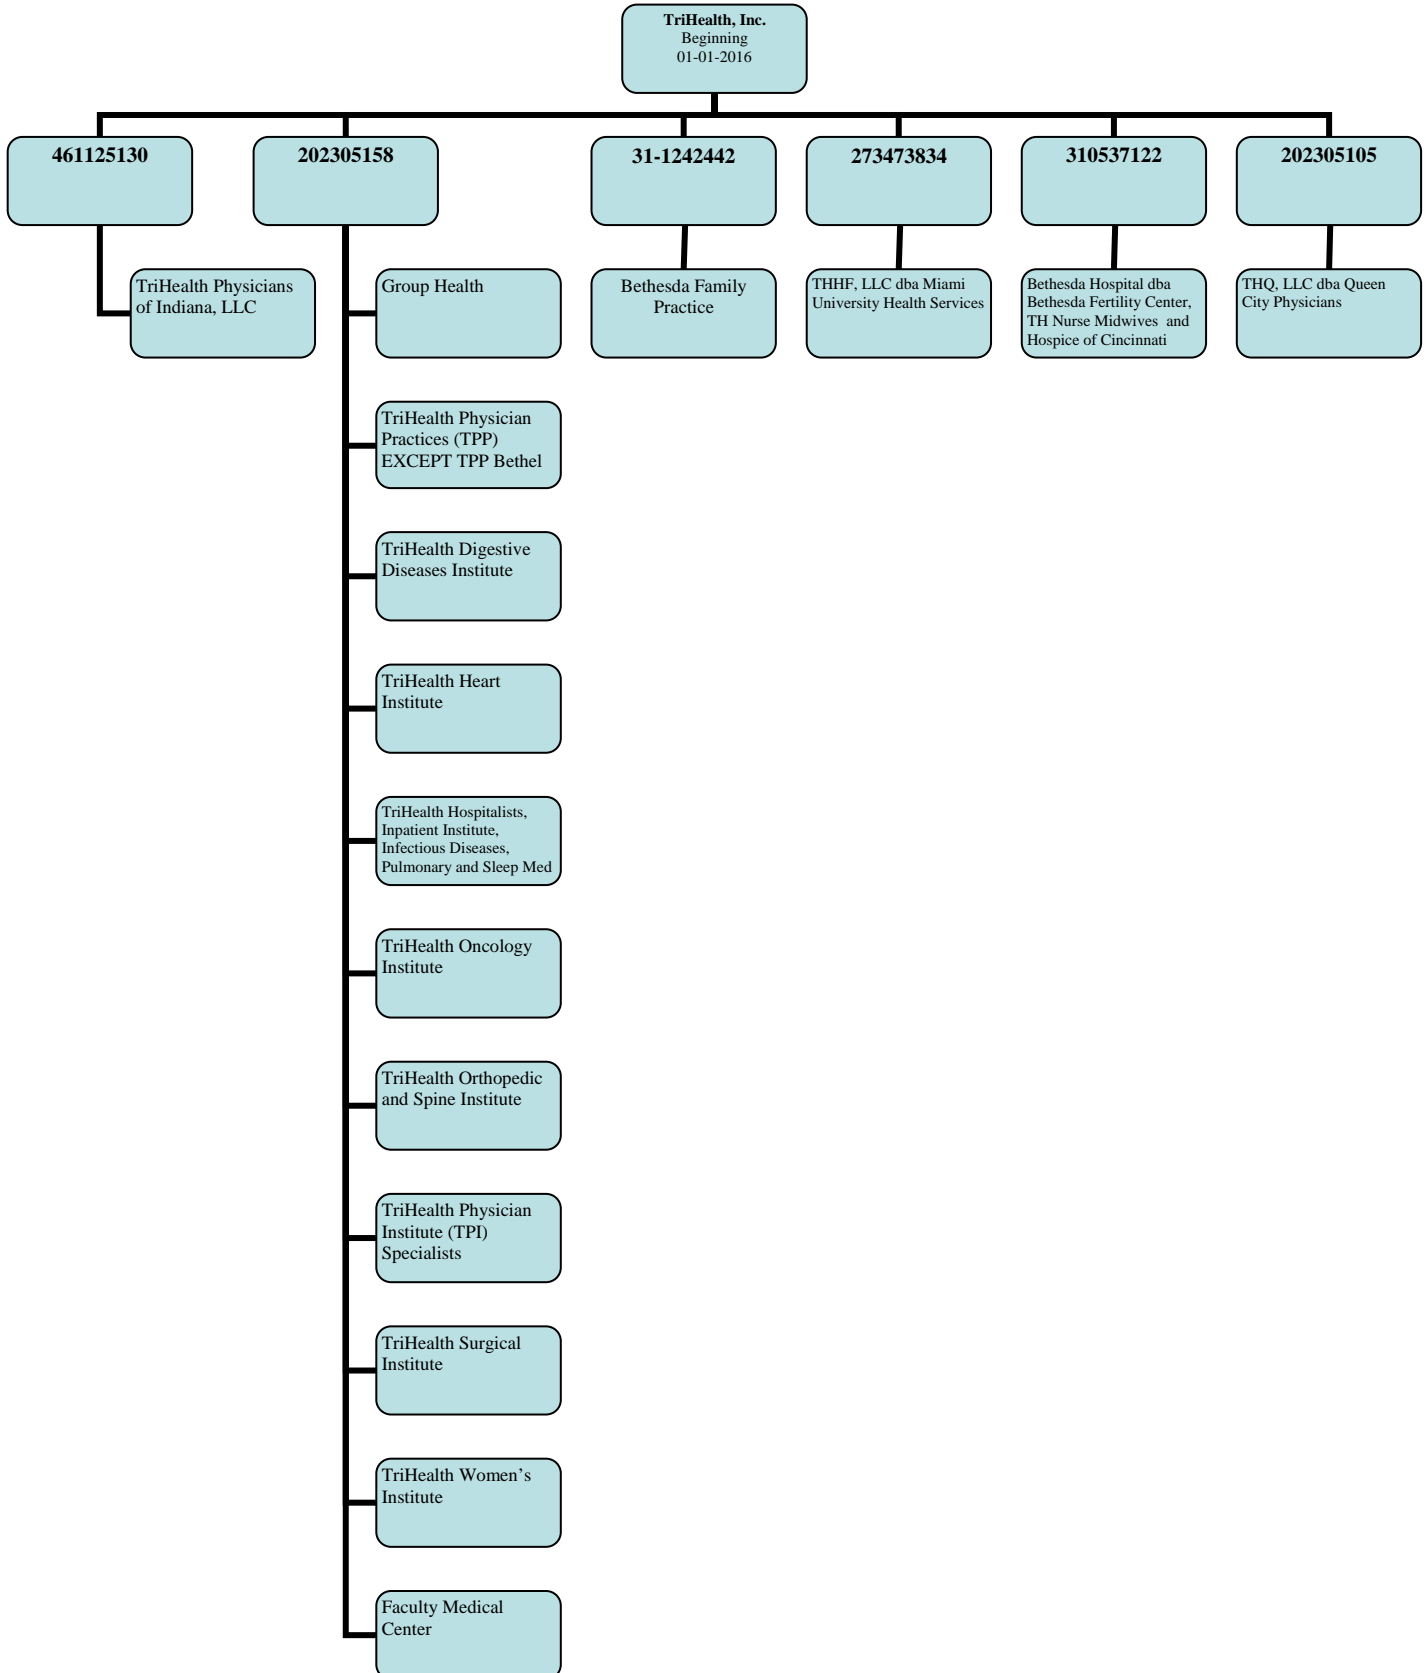 TriHealth, Inc.
Beginning
01-01-2016
461125130
202305158
31-1242442
273473834
310537122
202305105
TriHealth Physicians
of Indiana, LLC
Group Health
Bethesda Family
Practice
THHF, LLC dba Miami
University Health Services
Bethesda Hospital dba
Bethesda Fertility Center,
TH Nurse Midwives  and
Hospice of Cincinnati
THQ, LLC dba Queen
City Physicians
TriHealth Physician
Practices (TPP)
EXCEPT TPP Bethel
TriHealth Digestive
Diseases Institute
TriHealth Heart
Institute
TriHealth Hospitalists,
Inpatient Institute,
Infectious Diseases,
Pulmonary and Sleep Med
TriHealth Oncology
Institute
TriHealth Orthopedic
and Spine Institute
TriHealth Physician
Institute (TPI)
Specialists
TriHealth Surgical
Institute
TriHealth Women’s
Institute
Faculty Medical
Center